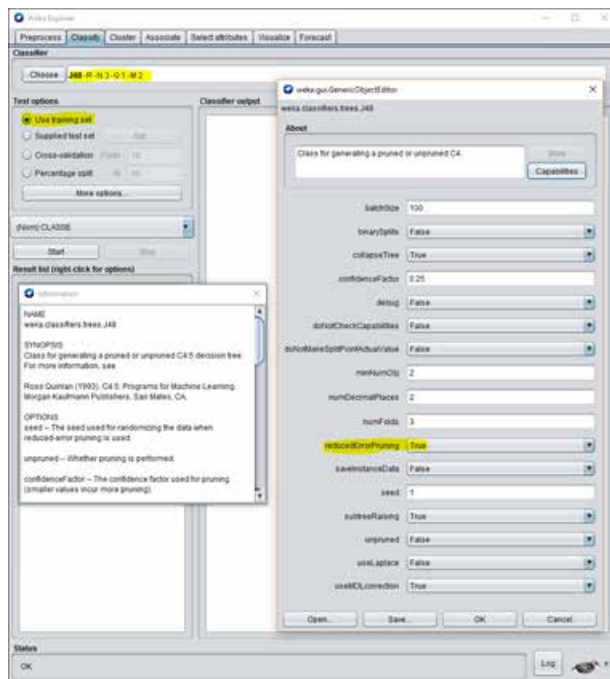 Weka Explorer
Preprocess Classify Cluster Associate Select attributes Visualize Forecast
Classifier
Choose J48 -R -N 3 -Q 1 -M 2
Test options
Use training set
Supplied test set Set...
Cross-validation Folds 10
Percentage split %
More options...
(Nom) CLASSE
Start Stop
Result list (right-click for options)
Classifier output
Information
NAME
weka.classifiers.trees.J48
SYNOPSIS
Class for generating a pruned or unpruned C4.5 decision tree.
For more information, see
Ross Quinlan (1993). C4.5: Programs for Machine Learning.
Morgan Kaufmann Publishers, San Mateo, CA.
OPTIONS
seed -- The seed used for randomizing the data when
reduced-error pruning is used.
unpruned -- Whether pruning is performed.
confidenceFactor -- The confidence factor used for pruning
(smaller values incur more pruning).
weka.gui.GenericObjectEditor
weka.classifiers.trees.J48
About
Class for generating a pruned or unpruned C4.
More
Capabilities
batchSize 100
binarySplits False
collapseTree True
confidenceFactor 0.25
debug False
doNotCheckCapabilities False
doNotMakeSplitPointActualValue False
minNumObj 2
numDecimalPlaces 2
numFolds 3
reducedErrorPruning True
saveInstanceData False
seed 1
subtreeRaising True
unpruned False
useLaplace False
useMDLcorrection True
Open... Save... OK Cancel
Status
OK
Log